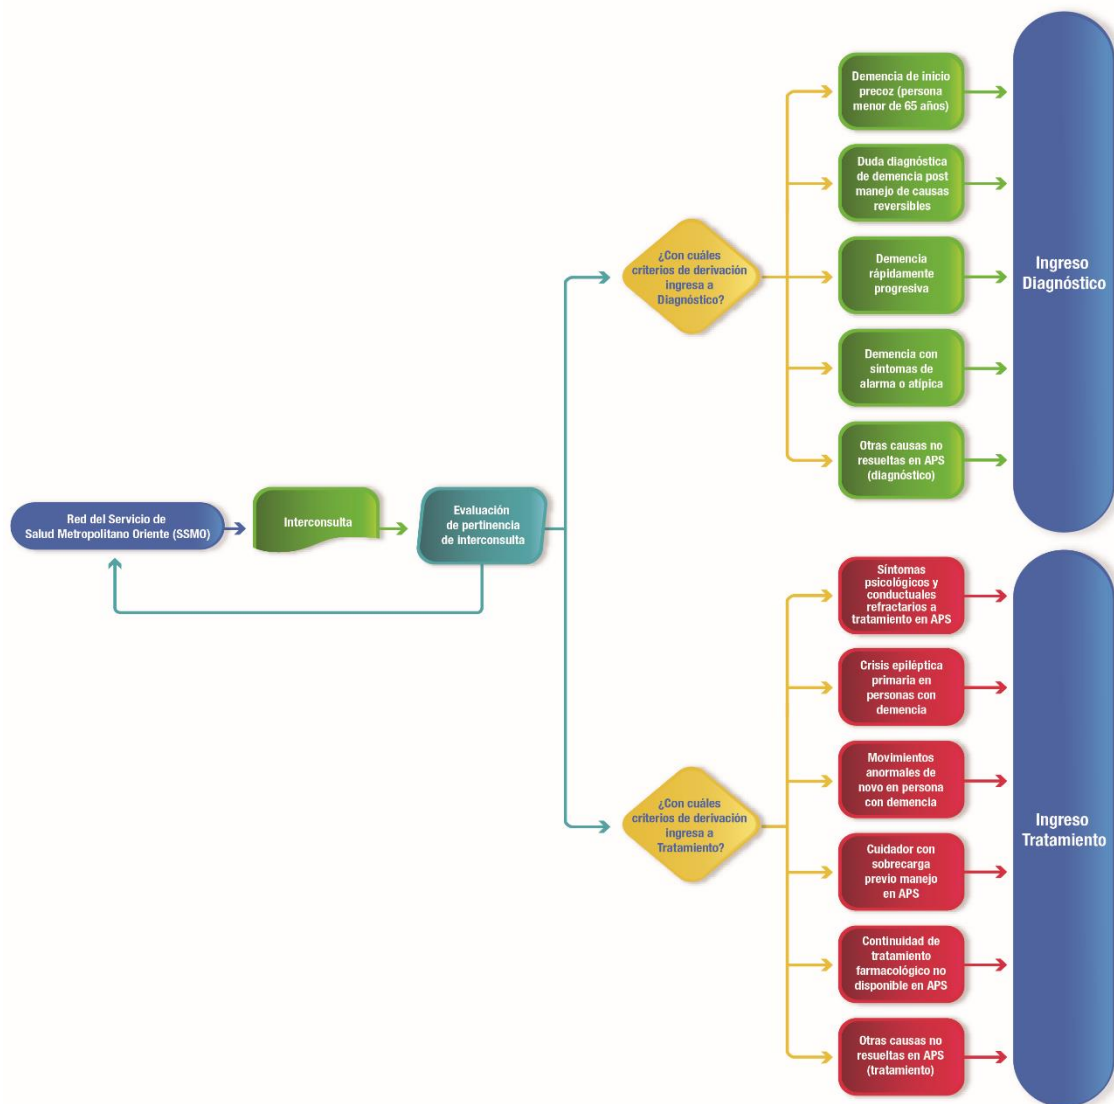 Red del Servicio de
Salud Metropolitano Oriente (SSMO)
Interconsulta
Evaluación
de pertinencia
de interconsulta
¿Con cuáles
criterios de derivación
ingresa a
Diagnóstico?
Demencia de inicio
precoz (persona
menor de 65 años)
Duda diagnóstica
de demencia post
manejo de causas
reversibles
Demencia
rápidamente
progresiva
Demencia con
síntomas de
alarma o atípica
Otras causas no
resueltas en APS
(diagnóstico)
Ingreso
Diagnóstico
¿Con cuáles
criterios de derivación
ingresa a
Tratamiento?
Síntomas
psicológicos y
conductuales
refractarios a
tratamiento en APS
Crisis epiléptica
primaria en
personas con
demencia
Movimientos
anormales de
novo en persona
con demencia
Cuidador con
sobrecarga
previo manejo
en APS
Continuidad de
tratamiento
farmacológico no
disponible en APS
Otras causas no
resueltas en APS
(tratamiento)
Ingreso
Tratamiento